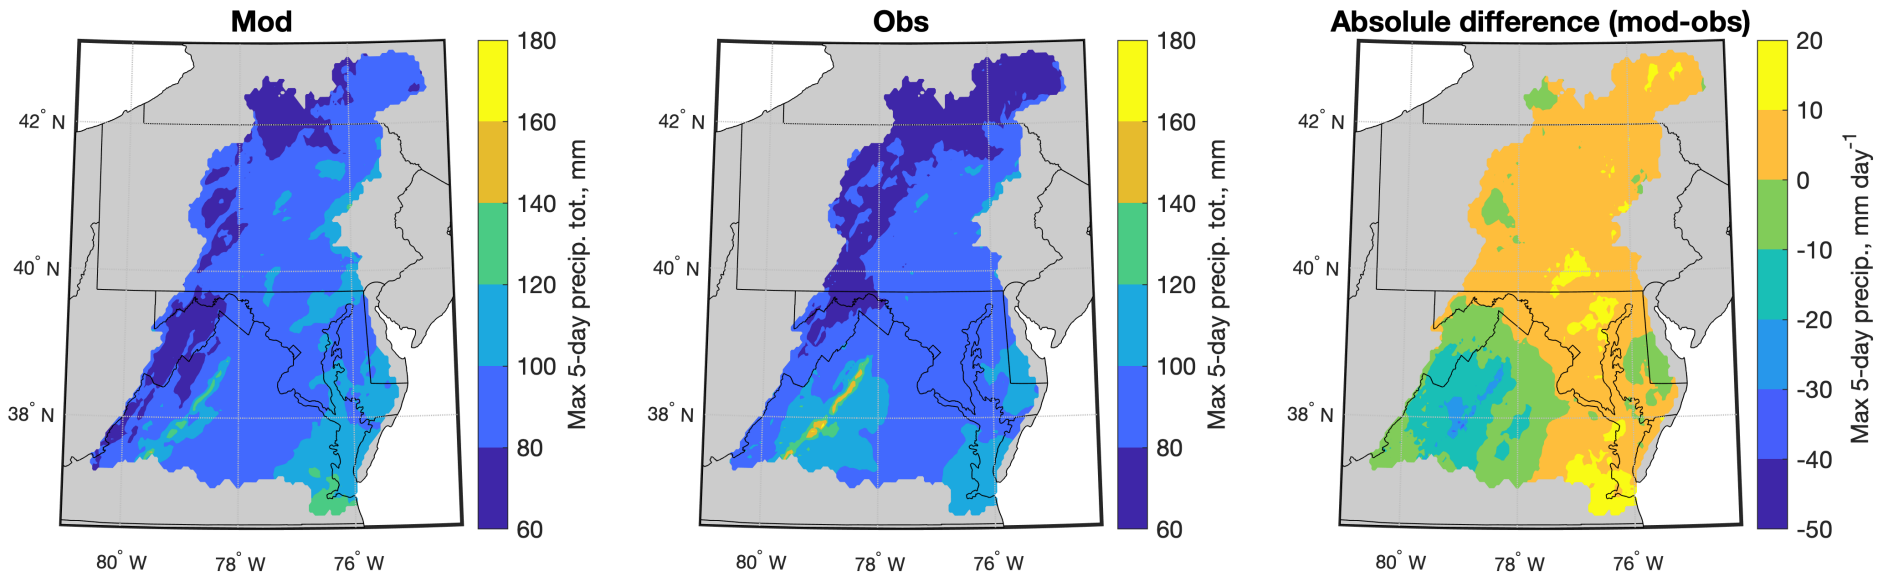 Mod
180
160
140
120
100
80
60
Max 5-day precip. tot., mm
42° N
40° N
38° N
80° W
78° W
76° W
Obs
180
160
140
120
100
80
60
Max 5-day precip. tot., mm
42° N
40° N
38° N
80° W
78° W
76° W
Absolule difference (mod-obs)
20
10
0
-10
-20
-30
-40
-50
Max 5-day precip., mm day⁻¹
42° N
40° N
38° N
80° W
78° W
76° W